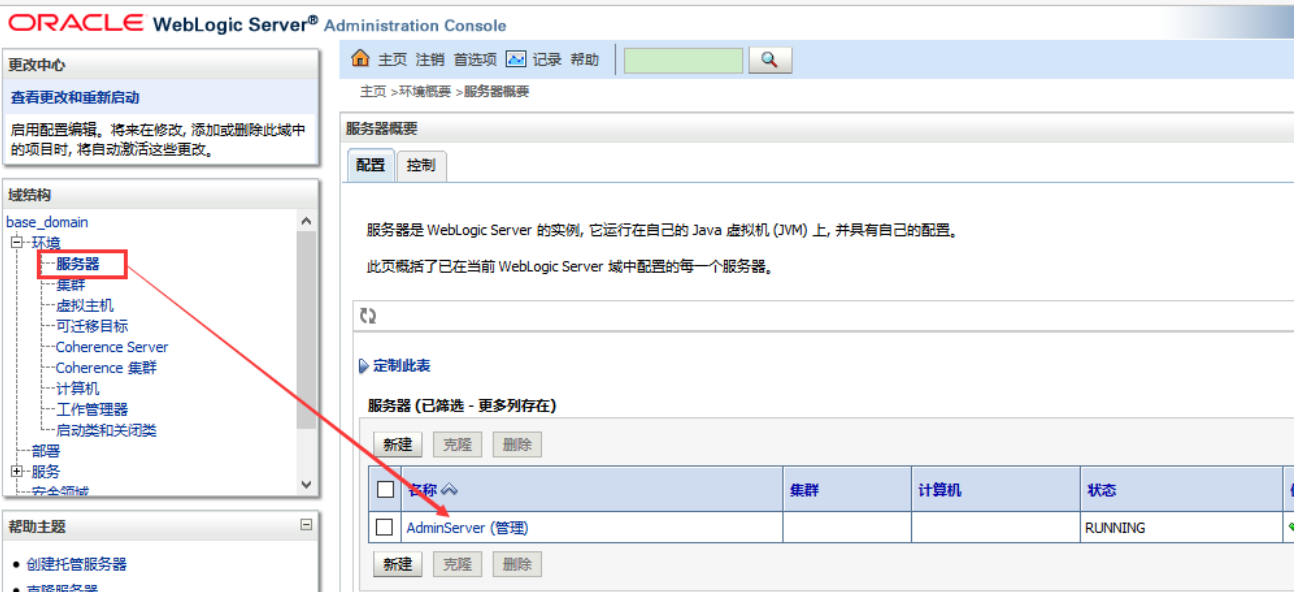 ORACLE WebLogic Server® Administration Console
更改中心
查看更改和重新启动
启用配置编辑。将来在修改, 添加或删除此域中
的项目时, 将自动激活这些更改。
域结构
base_domain
环境
服务器
集群
虚拟主机
可迁移目标
Coherence Server
Coherence 集群
计算机
工作管理器
启动类和关闭类
部署
服务
安全领域
帮助主题
创建托管服务器
克隆服务器
主页 注销 首选项 记录 帮助
主页 >环境概要 >服务器概要
服务器概要
配置 控制
服务器是 WebLogic Server 的实例, 它运行在自己的 Java 虚拟机 (JVM) 上, 并具有自己的配置。
此页概括了已在当前 WebLogic Server 域中配置的每一个服务器。
定制此表
服务器 (已筛选 - 更多列存在)
新建 克隆 删除
名称 集群 计算机 状态
AdminServer (管理) RUNNING
新建 克隆 删除